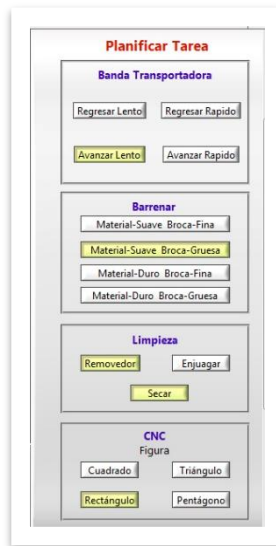 Planificar Tarea
Banda Transportadora
Regresar Lento Regresar Rapido
Avanzar Lento Avanzar Rapido
Barrenar
Material-Suave Broca-Fina
Material-Suave Broca-Gruesa
Material-Duro Broca-Fina
Material-Duro Broca-Gruesa
Limpieza
Removedor Enjuagar
Secar
CNC
Figura
Cuadrado Triángulo
Rectángulo Pentágono